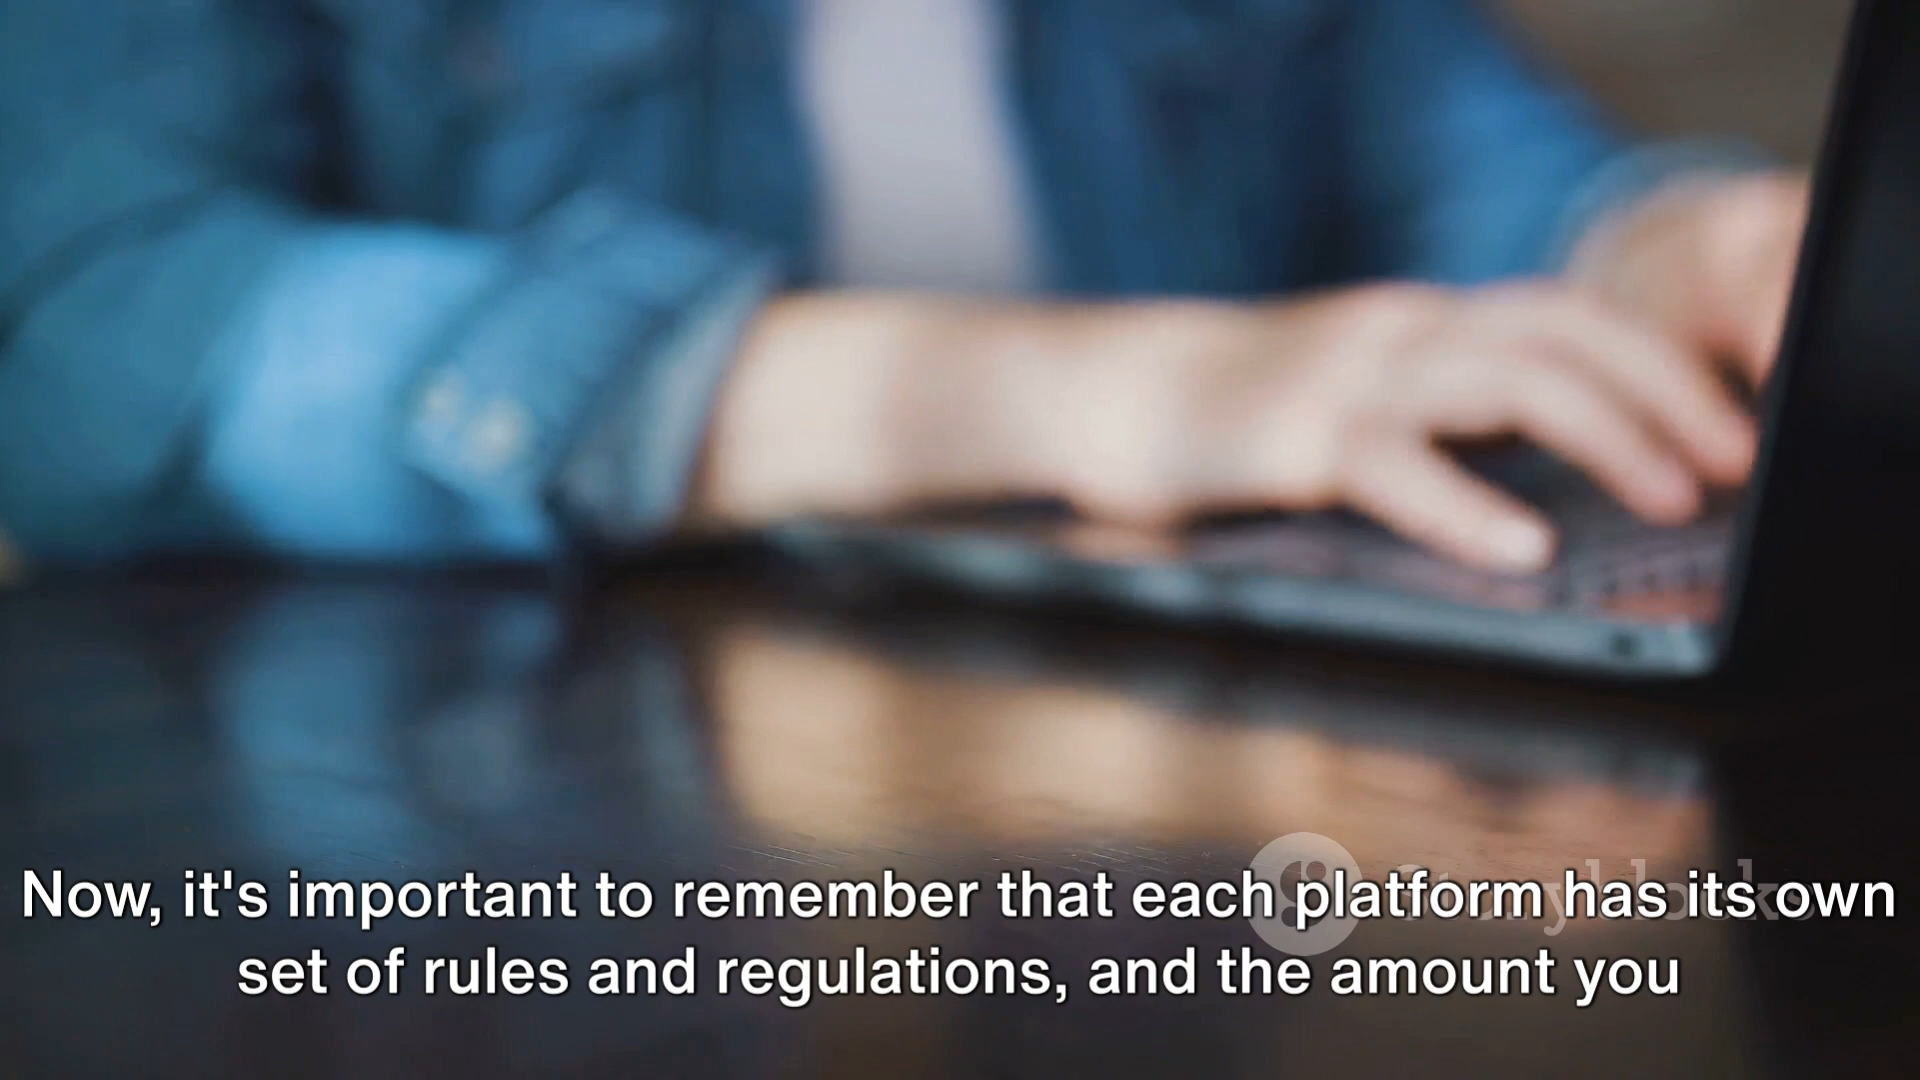 Now, it's important to remember that each platform has its own
set of rules and regulations, and the amount you
Storyblocks